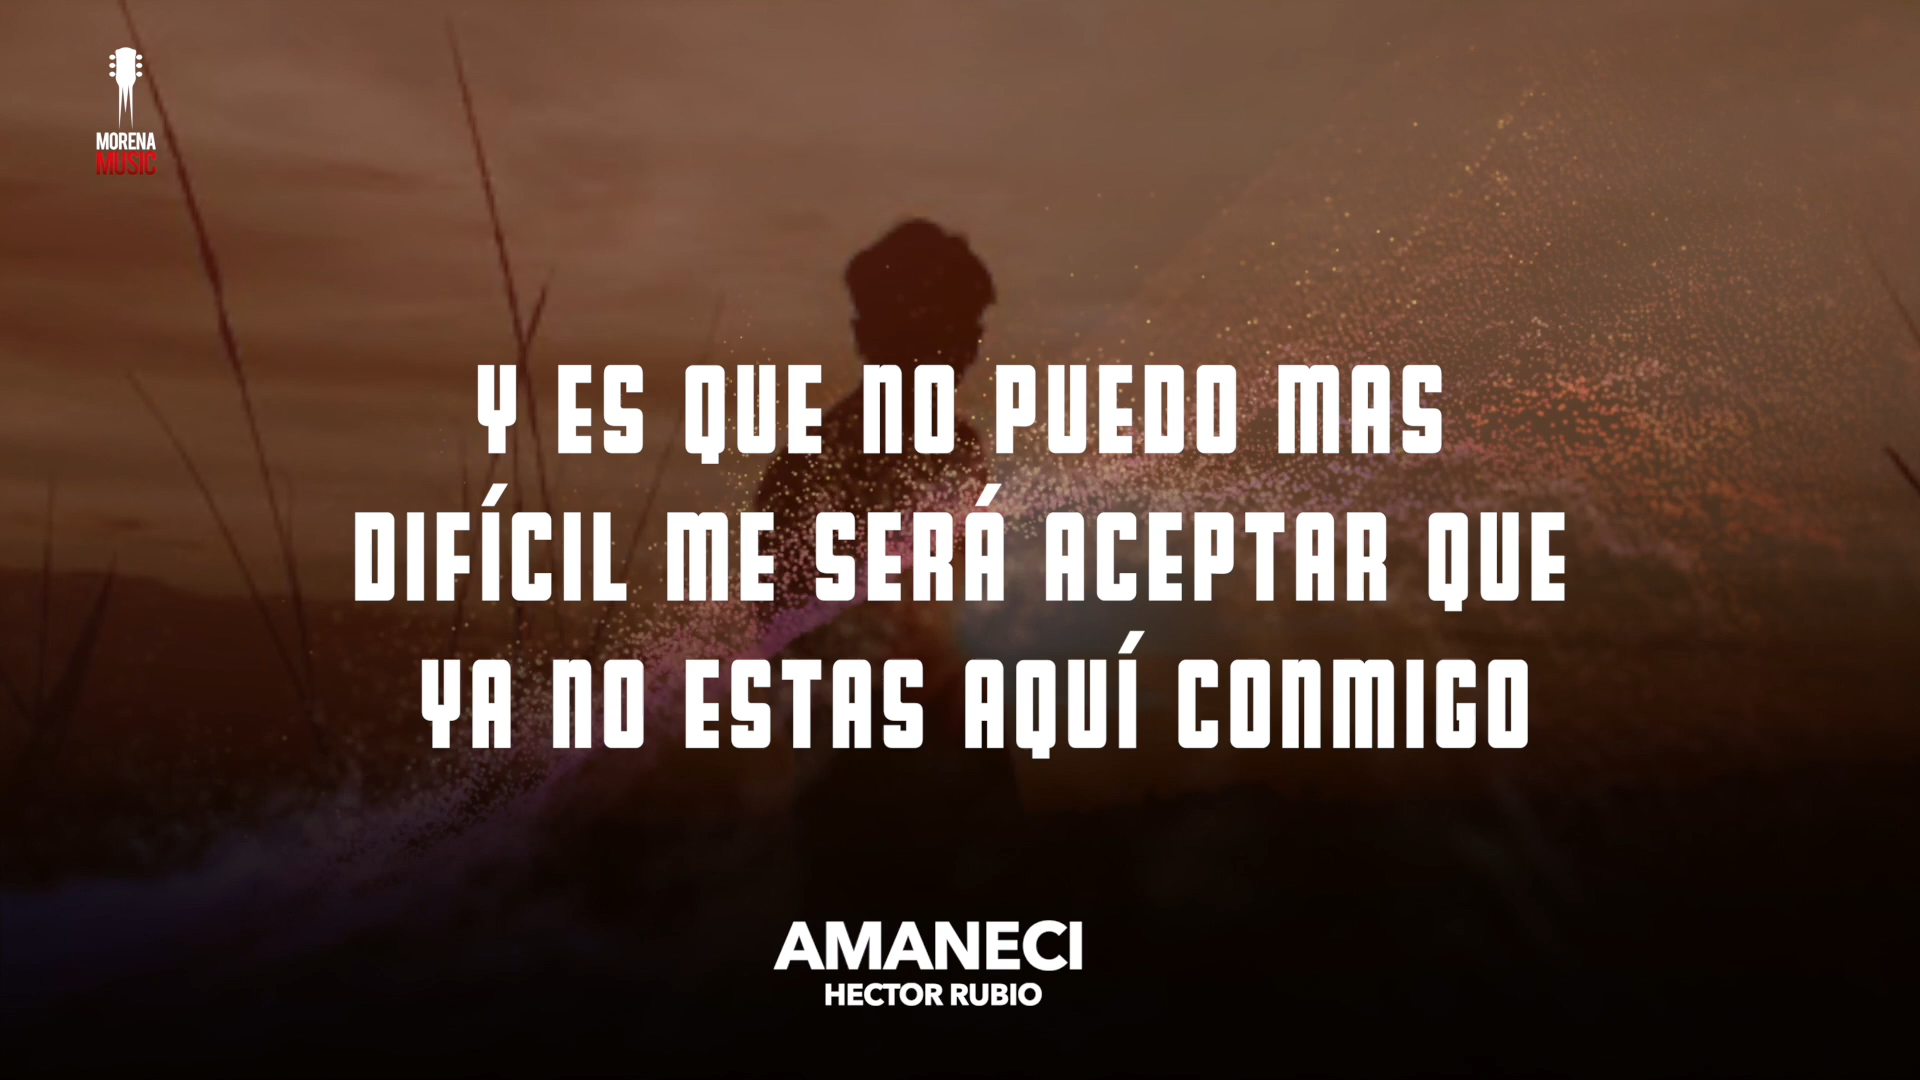 MORENA
MUSIC
Y ES QUE NO PUEDO MAS
DIFÍCIL ME SERÁ ACEPTAR QUE
YA NO ESTAS AQUÍ CONMIGO
AMANECI
HECTOR RUBIO